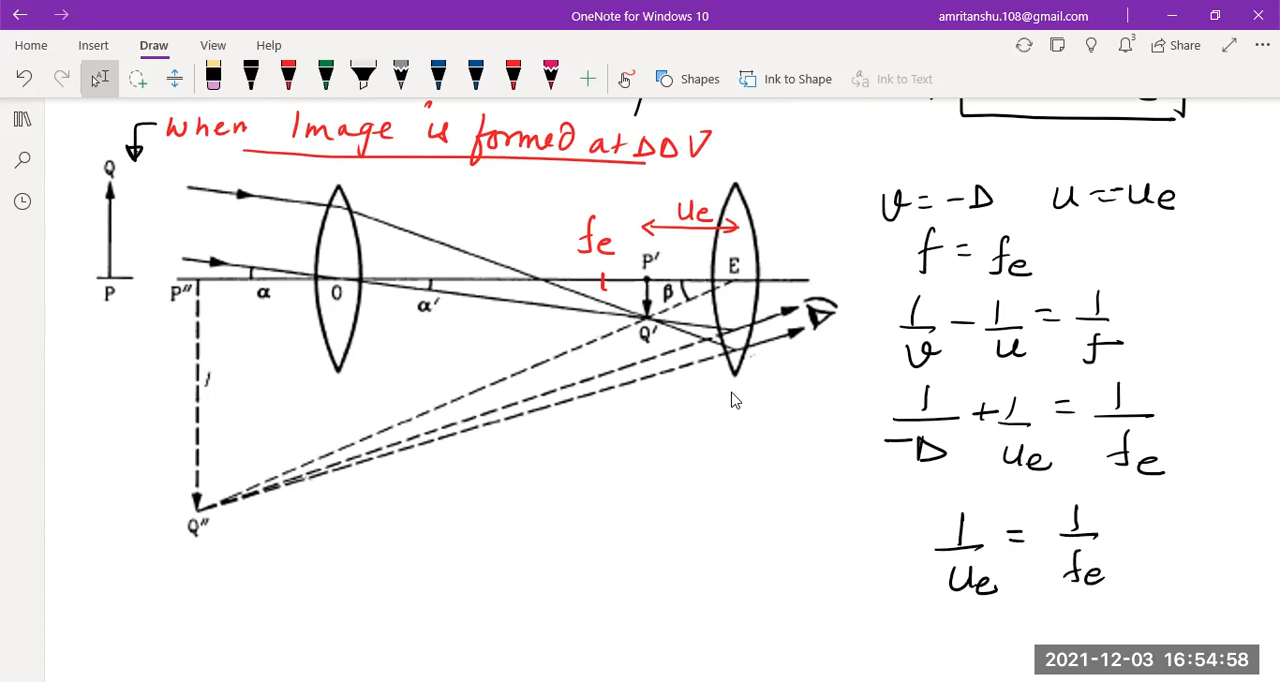 OneNote for Windows 10
amritanshu.108@gmail.com
Home Insert Draw View Help
3
Share
Shapes
Ink to Shape
Ink to Text
When Image is formed at DDV
Q
P
P"
α
O
α'
fe
ue
P'
β
E
Q'
Q"
v = -D u = -ue
f = fe
1/v - 1/u = 1/f
1/-D + 1/ue = 1/fe
1/ue = 1/fe
2021-12-03 16:54:58